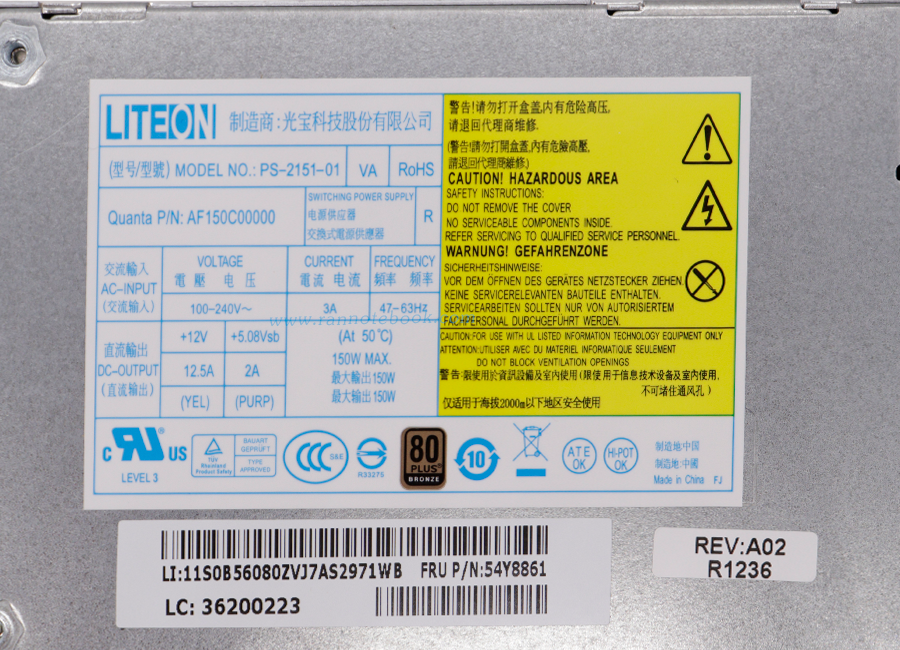 LITEON 制造商:光宝科技股份有限公司
(型号/型號) MODEL NO.: PS-2151-01 VA RoHS
Quanta P/N: AF150C00000
SWITCHING POWER SUPPLY
电源供应器
交換式電源供應器
R
交流輸入
AC-INPUT
(交流输入)
VOLTAGE
電壓 电压
100-240V~
CURRENT
電流 电流
3A
FREQUENCY
頻率 频率
47-63Hz
直流輸出
DC-OUTPUT
(直流输出)
+12V +5.08Vsb
12.5A 2A
(YEL) (PURP)
(At 50℃)
150W MAX.
最大輸出150W
最大输出150W
www.rannotebook.
警告!请勿打开盒盖,内有危险高压,
请退回代理商维修.
(警告!請勿打開盒蓋,內有危險高壓,
請退回代理商維修)
CAUTION! HAZARDOUS AREA
SAFETY INSTRUCTIONS:
DO NOT REMOVE THE COVER
NO SERVICEABLE COMPONENTS INSIDE.
REFER SERVICING TO QUALIFIED SERVICE PERSONNEL.
WARNUNG! GEFAHRENZONE
SICHERHEITSHINWEISE:
VOR DEM ÖFFNEN DES GERÄTES NETZSTECKER ZIEHEN.
KEINE SERVICERELEVANTEN BAUTEILE ENTHALTEN.
SERVICEARBEITEN SOLLTEN NUR VON AUTORISIERTEM
FACHPERSONAL DURCHGEFÜHRT WERDEN.
CAUTION:FOR USE WITH UL LISTED INFORMATION TECHNOLOGY EQUIPMENT ONLY
ATTENTION:UTILISER AVEC DU MATERIEL INFORMATIQUE SEULEMENT
DO NOT BLOCK VENTILATION OPENINGS
警告:限使用於資訊設備及室内使用(限使用于信息技术设备及室内使用,
不可堵住通风孔)
仅适用于海拔2000m以下地区安全使用
c RU ® US
LEVEL 3
TÜV
Rheinland
Product Safety
BAUART
GEPRÜFT
TYPE
APPROVED
CCC S&E
R33275
80
PLUS®
BRONZE
10
ATE
OK
HI-POT
OK
制造地:中国
製造地:中國
Made in China FJ
LI:11S0B56080ZVJ7AS2971WB FRU P/N:54Y8861
LC: 36200223
REV:A02
R1236